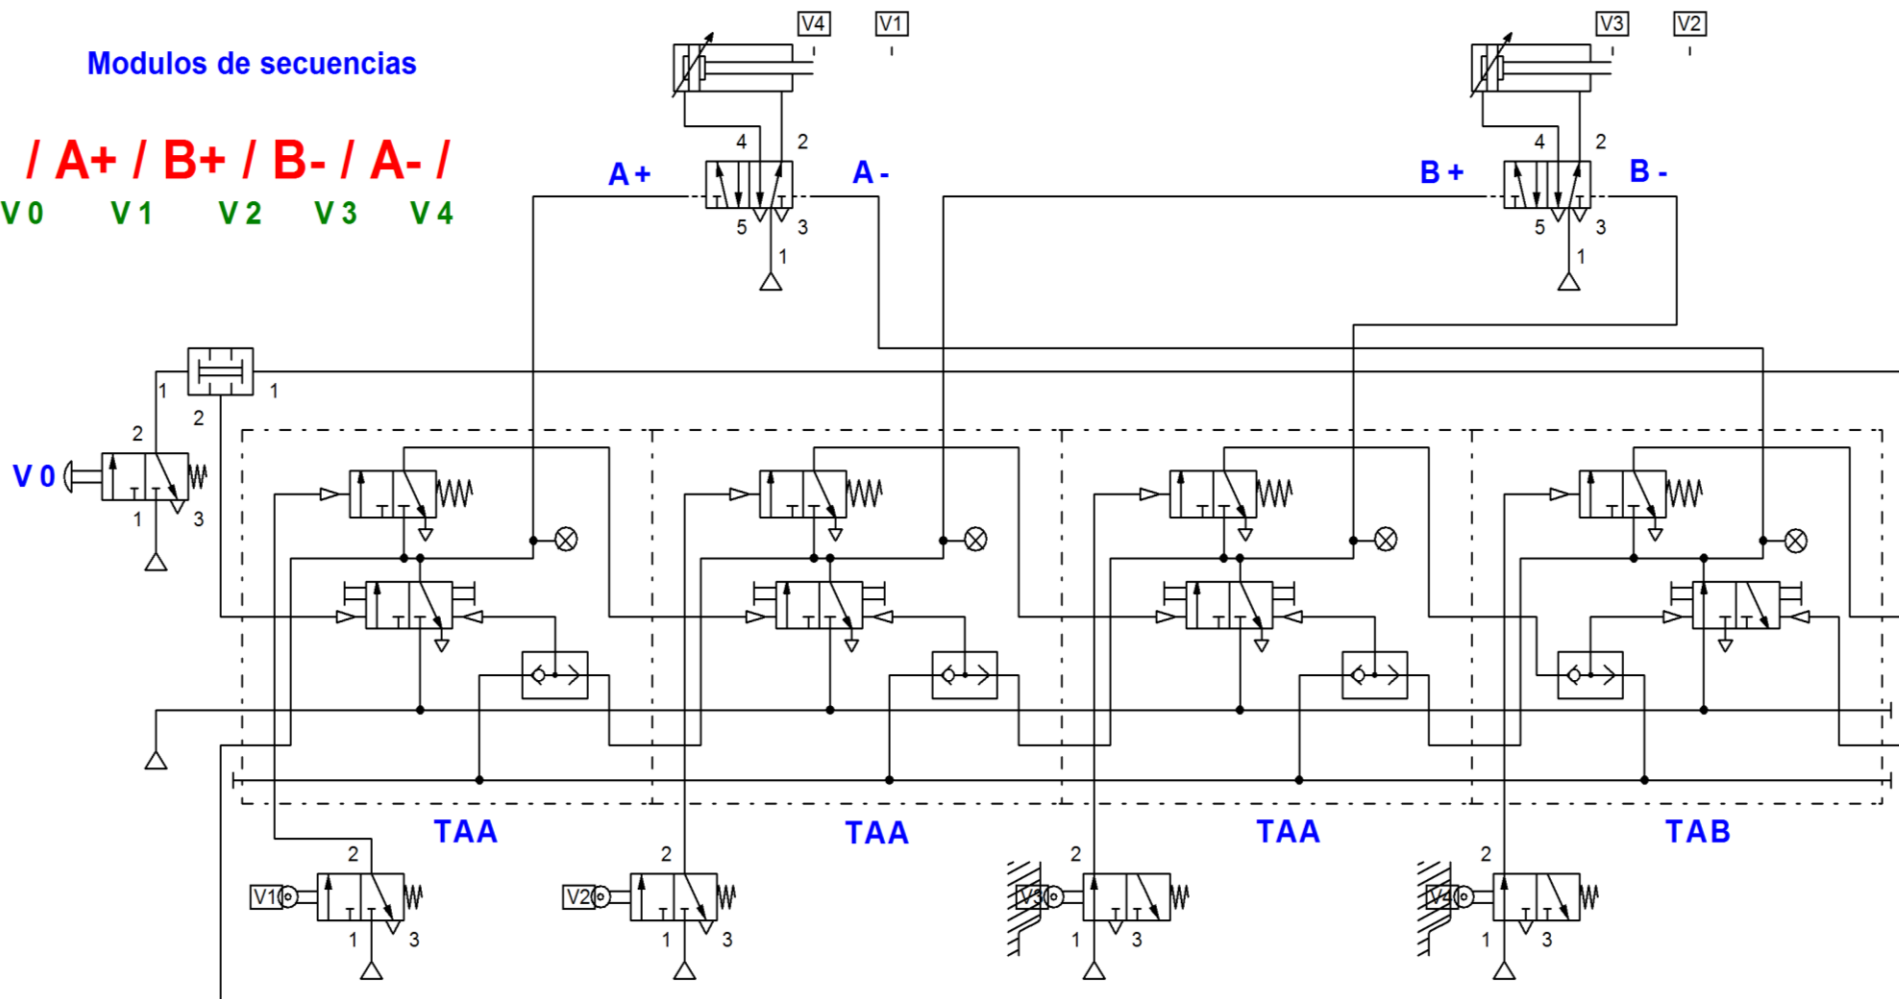 V4 V1 V3 V2
Modulos de secuencias
/ A+ / B+ / B- / A- /
V 0 V 1 V 2 V 3 V 4
4 2 4 2
A + A - B + B -
5 3 5 3
1 1
1 1
2
2
V 0
1 3
TAA TAA TAA TAB
2 2 2 2
V1 V2 V3 V4
1 3 1 3 1 3 1 3